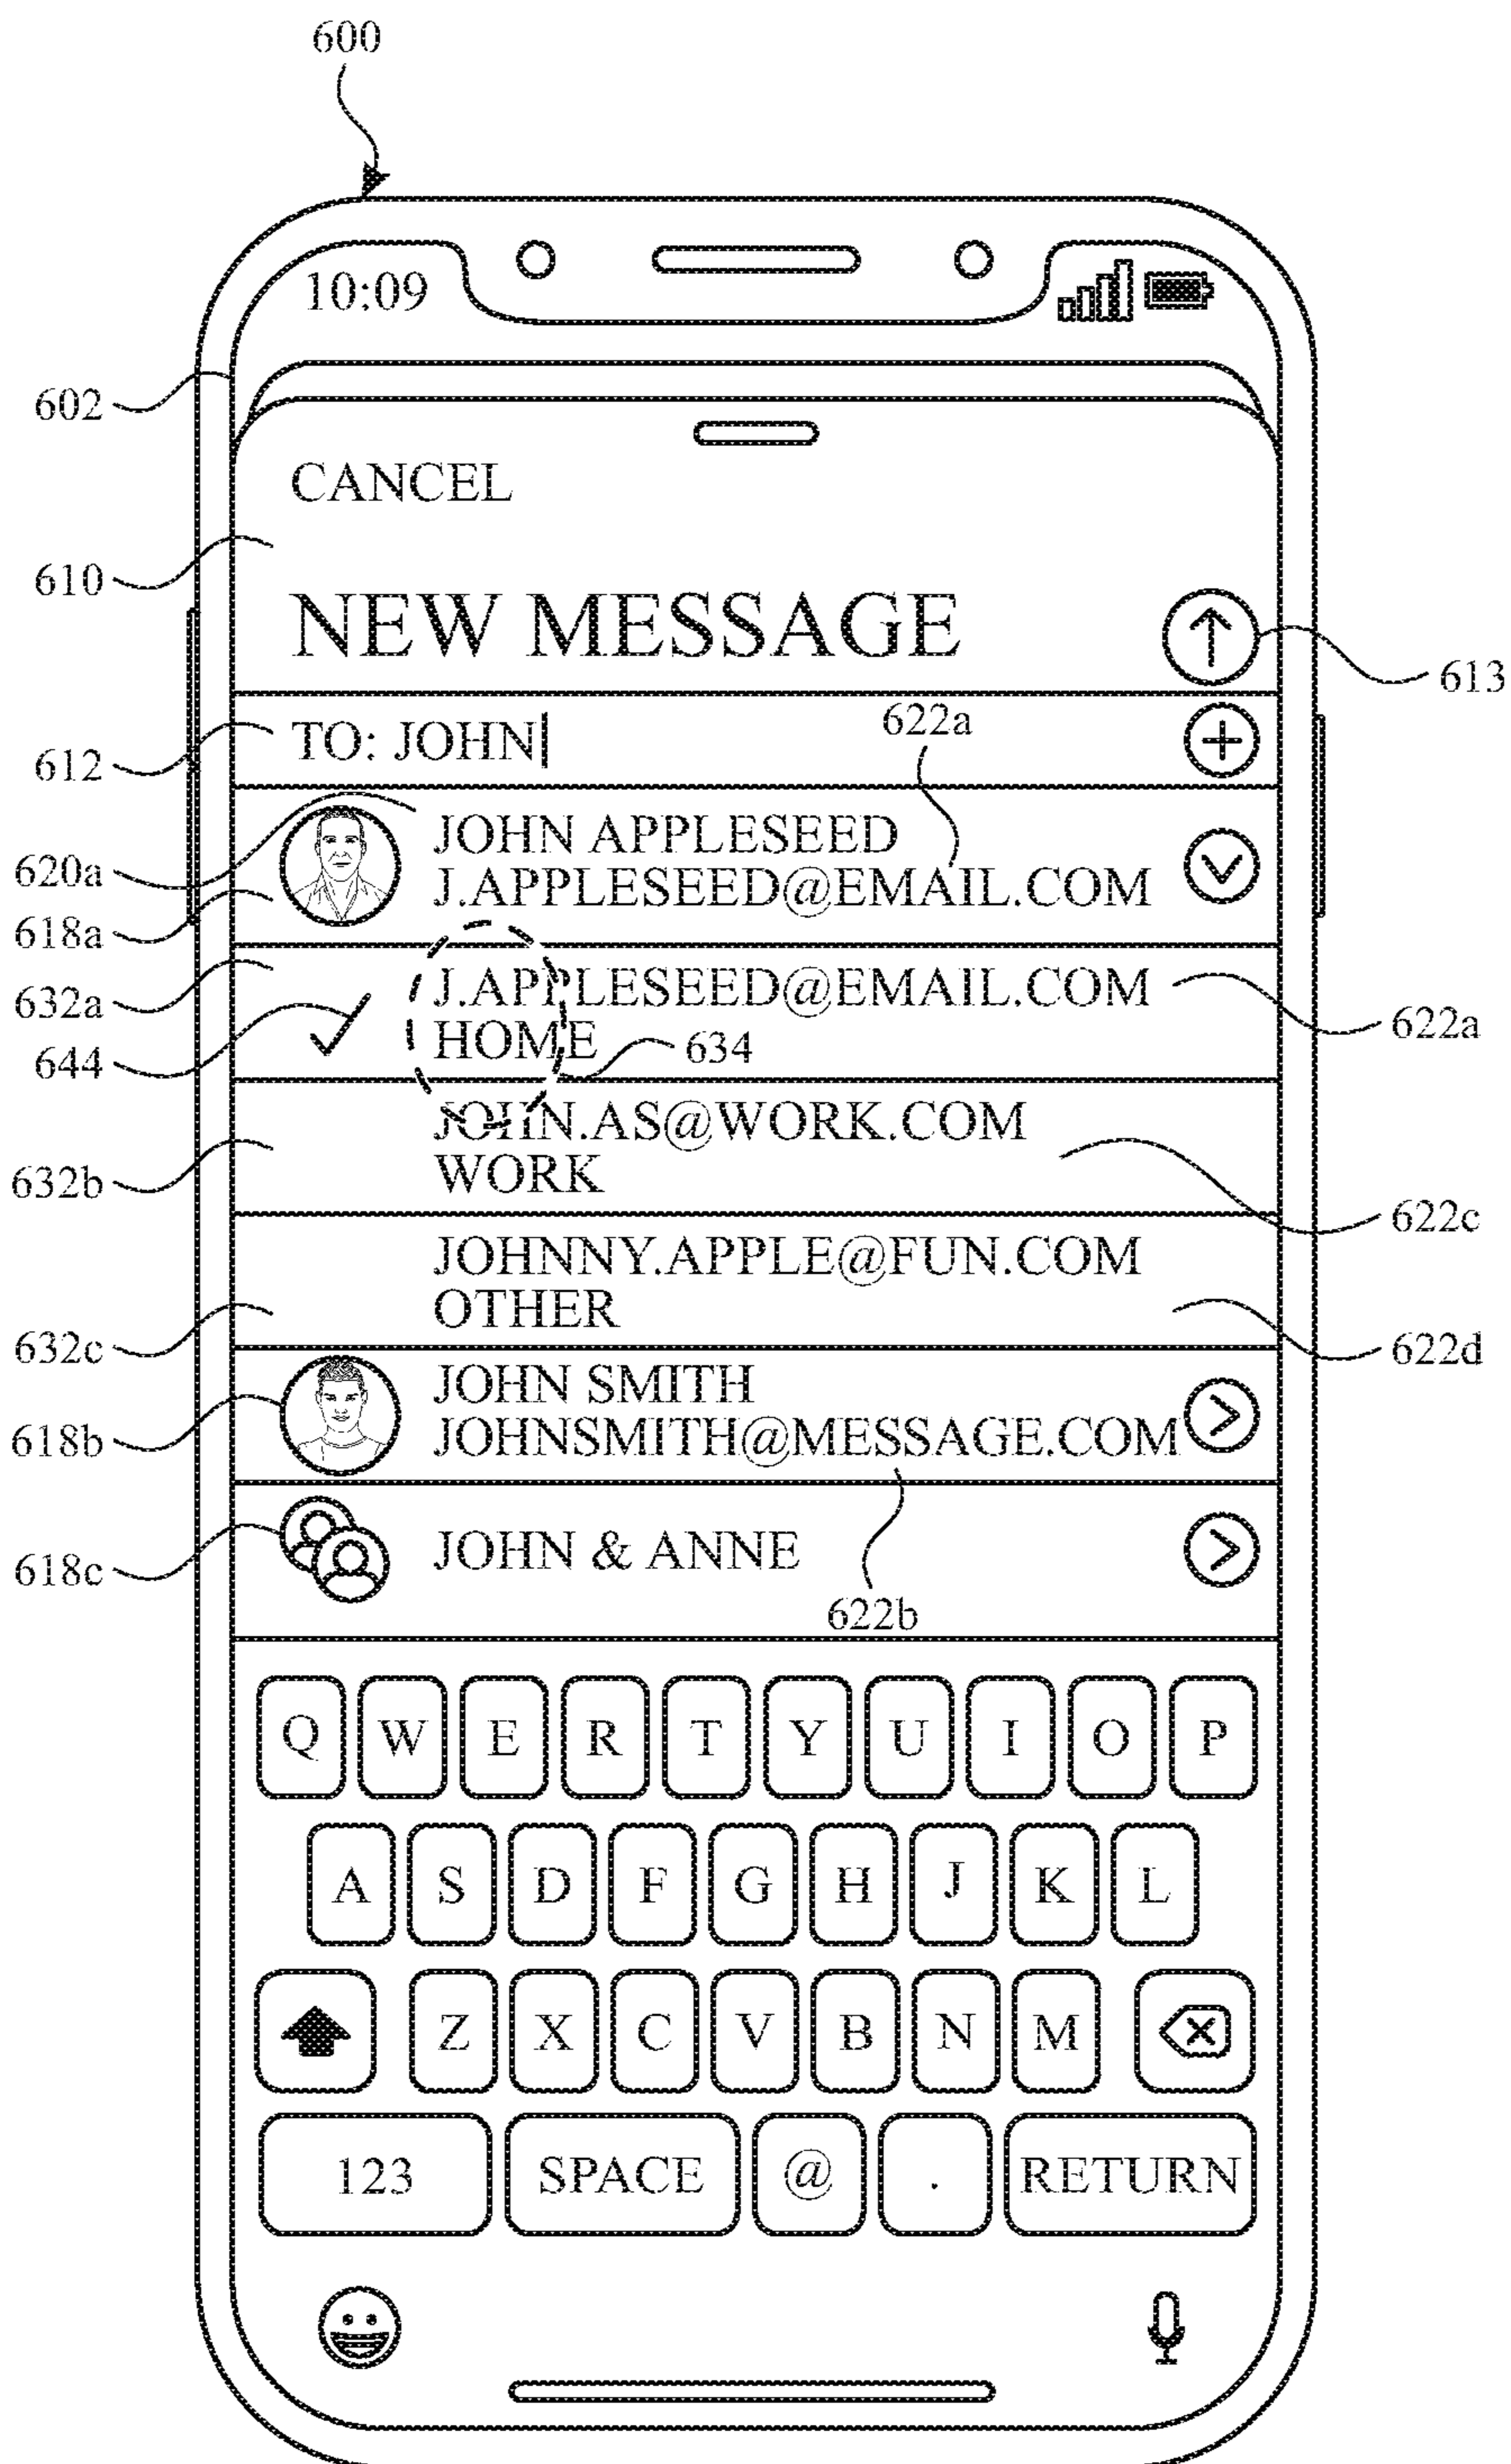 600
10:09
602
CANCEL
610
NEW MESSAGE
613
622a
612
TO: JOHN
620a
JOHN APPLESEED
J.APPLESEED@EMAIL.COM
618a
632a
J.APPLESEED@EMAIL.COM
622a
644
HOME
634
JOHN.AS@WORK.COM
632b
WORK
622c
JOHNNY.APPLE@FUN.COM
OTHER
632c
622d
JOHN SMITH
618b
JOHNSMITH@MESSAGE.COM
618c
JOHN & ANNE
622b
Q W E R T Y U I O P
A S D F G H J K L
Z X C V B N M
123 SPACE @ . RETURN